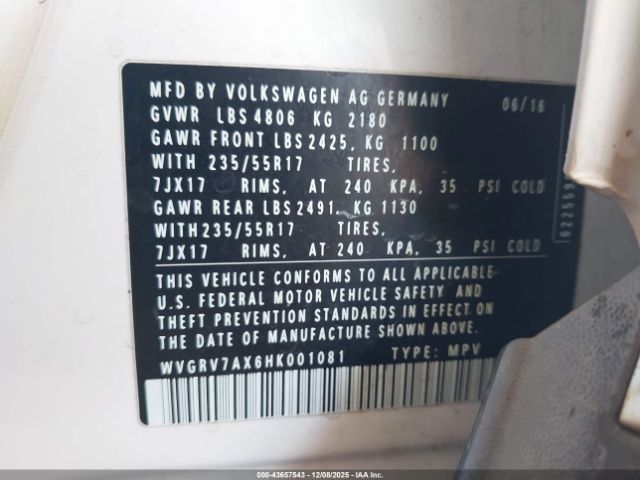 MFD BY VOLKSWAGEN AG GERMANY 06/16
GVWR LBS 4806 KG 2180
GAWR FRONT LBS 2425, KG 1100
WITH 235/55R17 TIRES,
7JX17 RIMS, AT 240 KPA, 35 PSI COLD
GAWR REAR LBS 2491, KG 1130
WITH 235/55R17 TIRES,
7JX17 RIMS, AT 240 KPA, 35 PSI COLD
THIS VEHICLE CONFORMS TO ALL APPLICABLE
U.S. FEDERAL MOTOR VEHICLE SAFETY AND
THEFT PREVENTION STANDARDS IN EFFECT ON
THE DATE OF MANUFACTURE SHOWN ABOVE.
WVGRV7AX6HK001081 TYPE: MPV
000-43657543 - 12/08/2025 - IAAI, Inc.